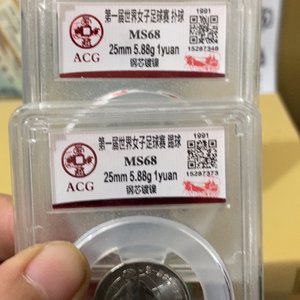 第一届世界女子足球赛 扑球
1991
MS68
25mm 5.88g 1yuan
15287348
ACG
钢芯镀镍
第一届世界女子足球赛 踢球
1991
MS68
25mm 5.88g 1yuan
15287373
ACG
钢芯镀镍